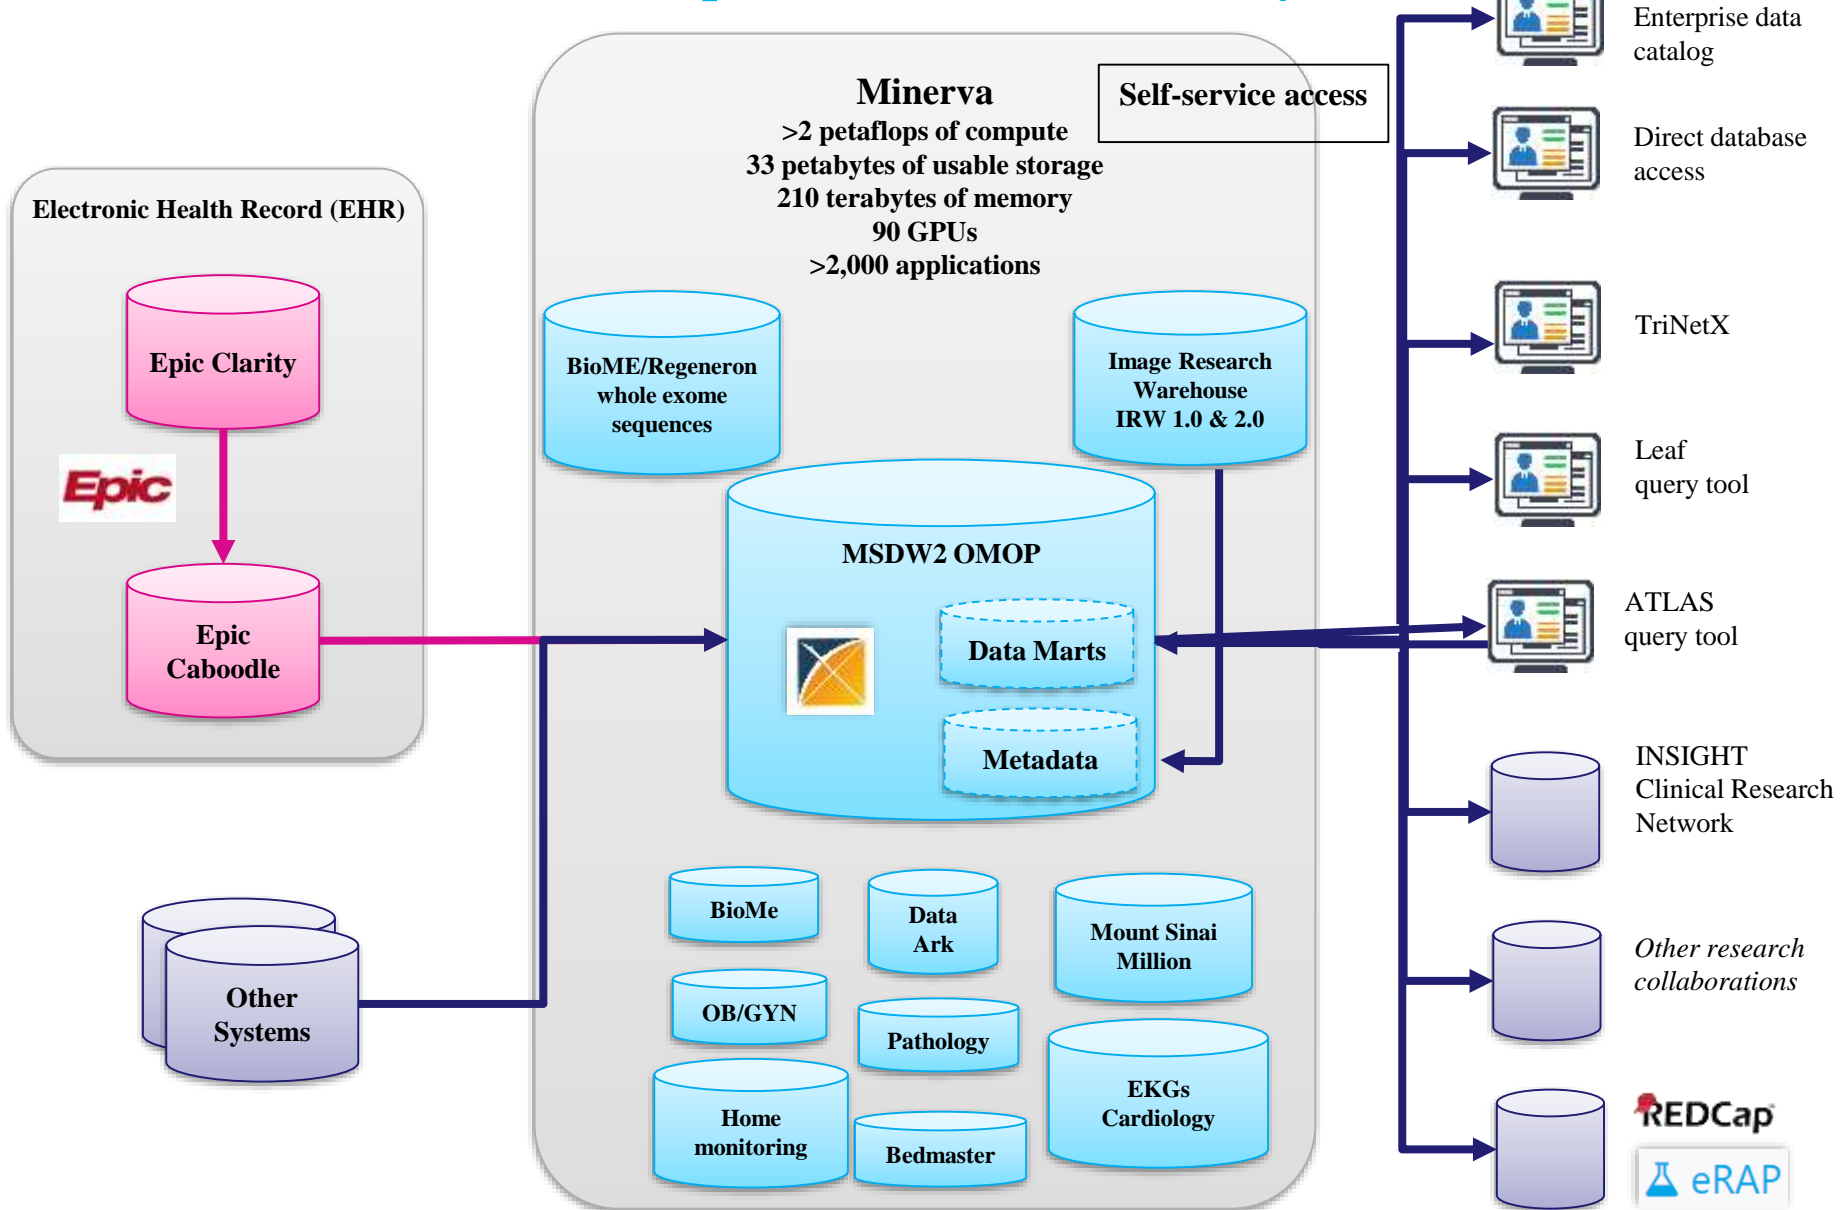 Enterprise data
catalog
Minerva
>2 petaflops of compute
33 petabytes of usable storage
210 terabytes of memory
90 GPUs
>2,000 applications
Self-service access
Direct database
access
Electronic Health Record (EHR)
Epic Clarity
Epic
Epic
Caboodle
BioME/Regeneron
whole exome
sequences
Image Research
Warehouse
IRW 1.0 & 2.0
TriNetX
Leaf
query tool
MSDW2 OMOP
Data Marts
Metadata
ATLAS
query tool
INSIGHT
Clinical Research
Network
Other
Systems
BioMe
Data
Ark
Mount Sinai
Million
OB/GYN
Pathology
EKGs
Cardiology
Home
monitoring
Bedmaster
Other research
collaborations
REDCap
eRAP